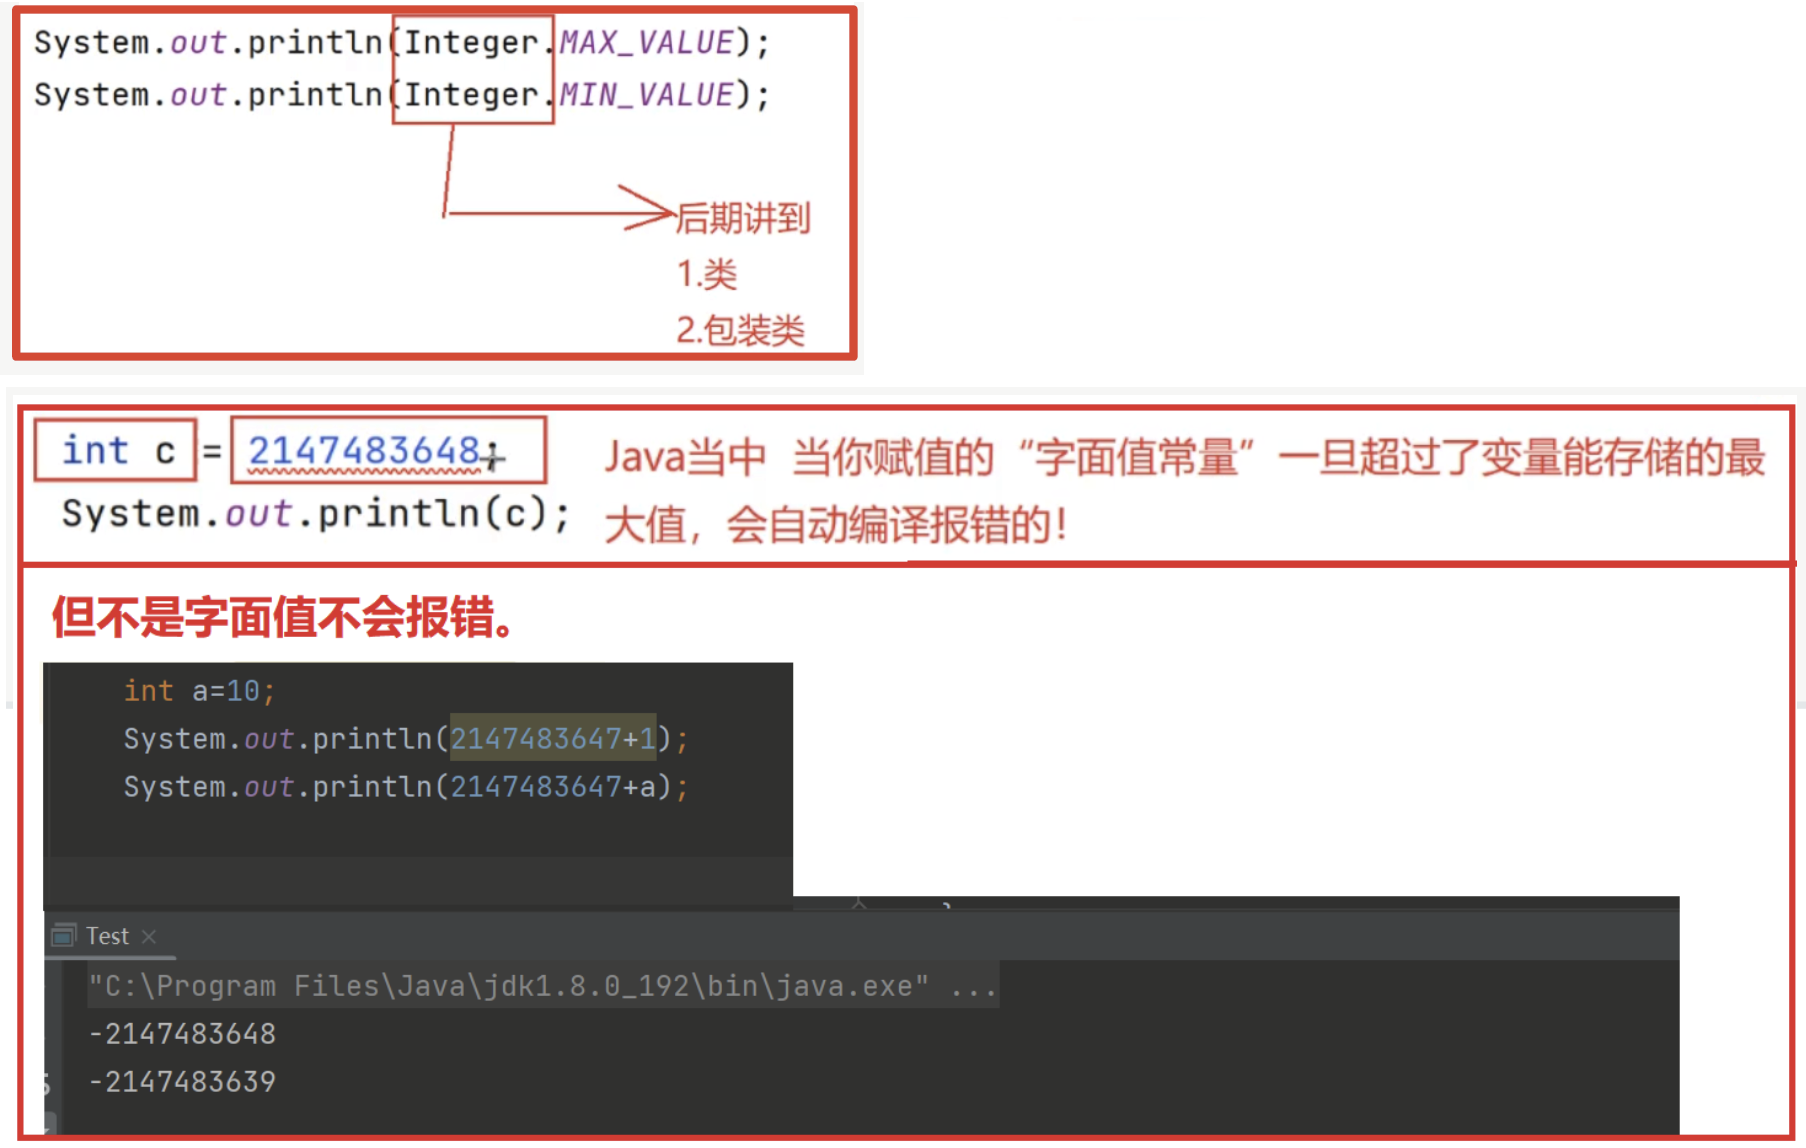 System.out.println(Integer.MAX_VALUE);
System.out.println(Integer.MIN_VALUE);
后期讲到
1.类
2.包装类
int c = 2147483648;
System.out.println(c);
Java当中 当你赋值的“字面值常量”一旦超过了变量能存储的最
大值，会自动编译报错的！
但不是字面值不会报错。
int a=10;
System.out.println(2147483647+1);
System.out.println(2147483647+a);
Test
"C:\Program Files\Java\jdk1.8.0_192\bin\java.exe" ...
-2147483648
-2147483639